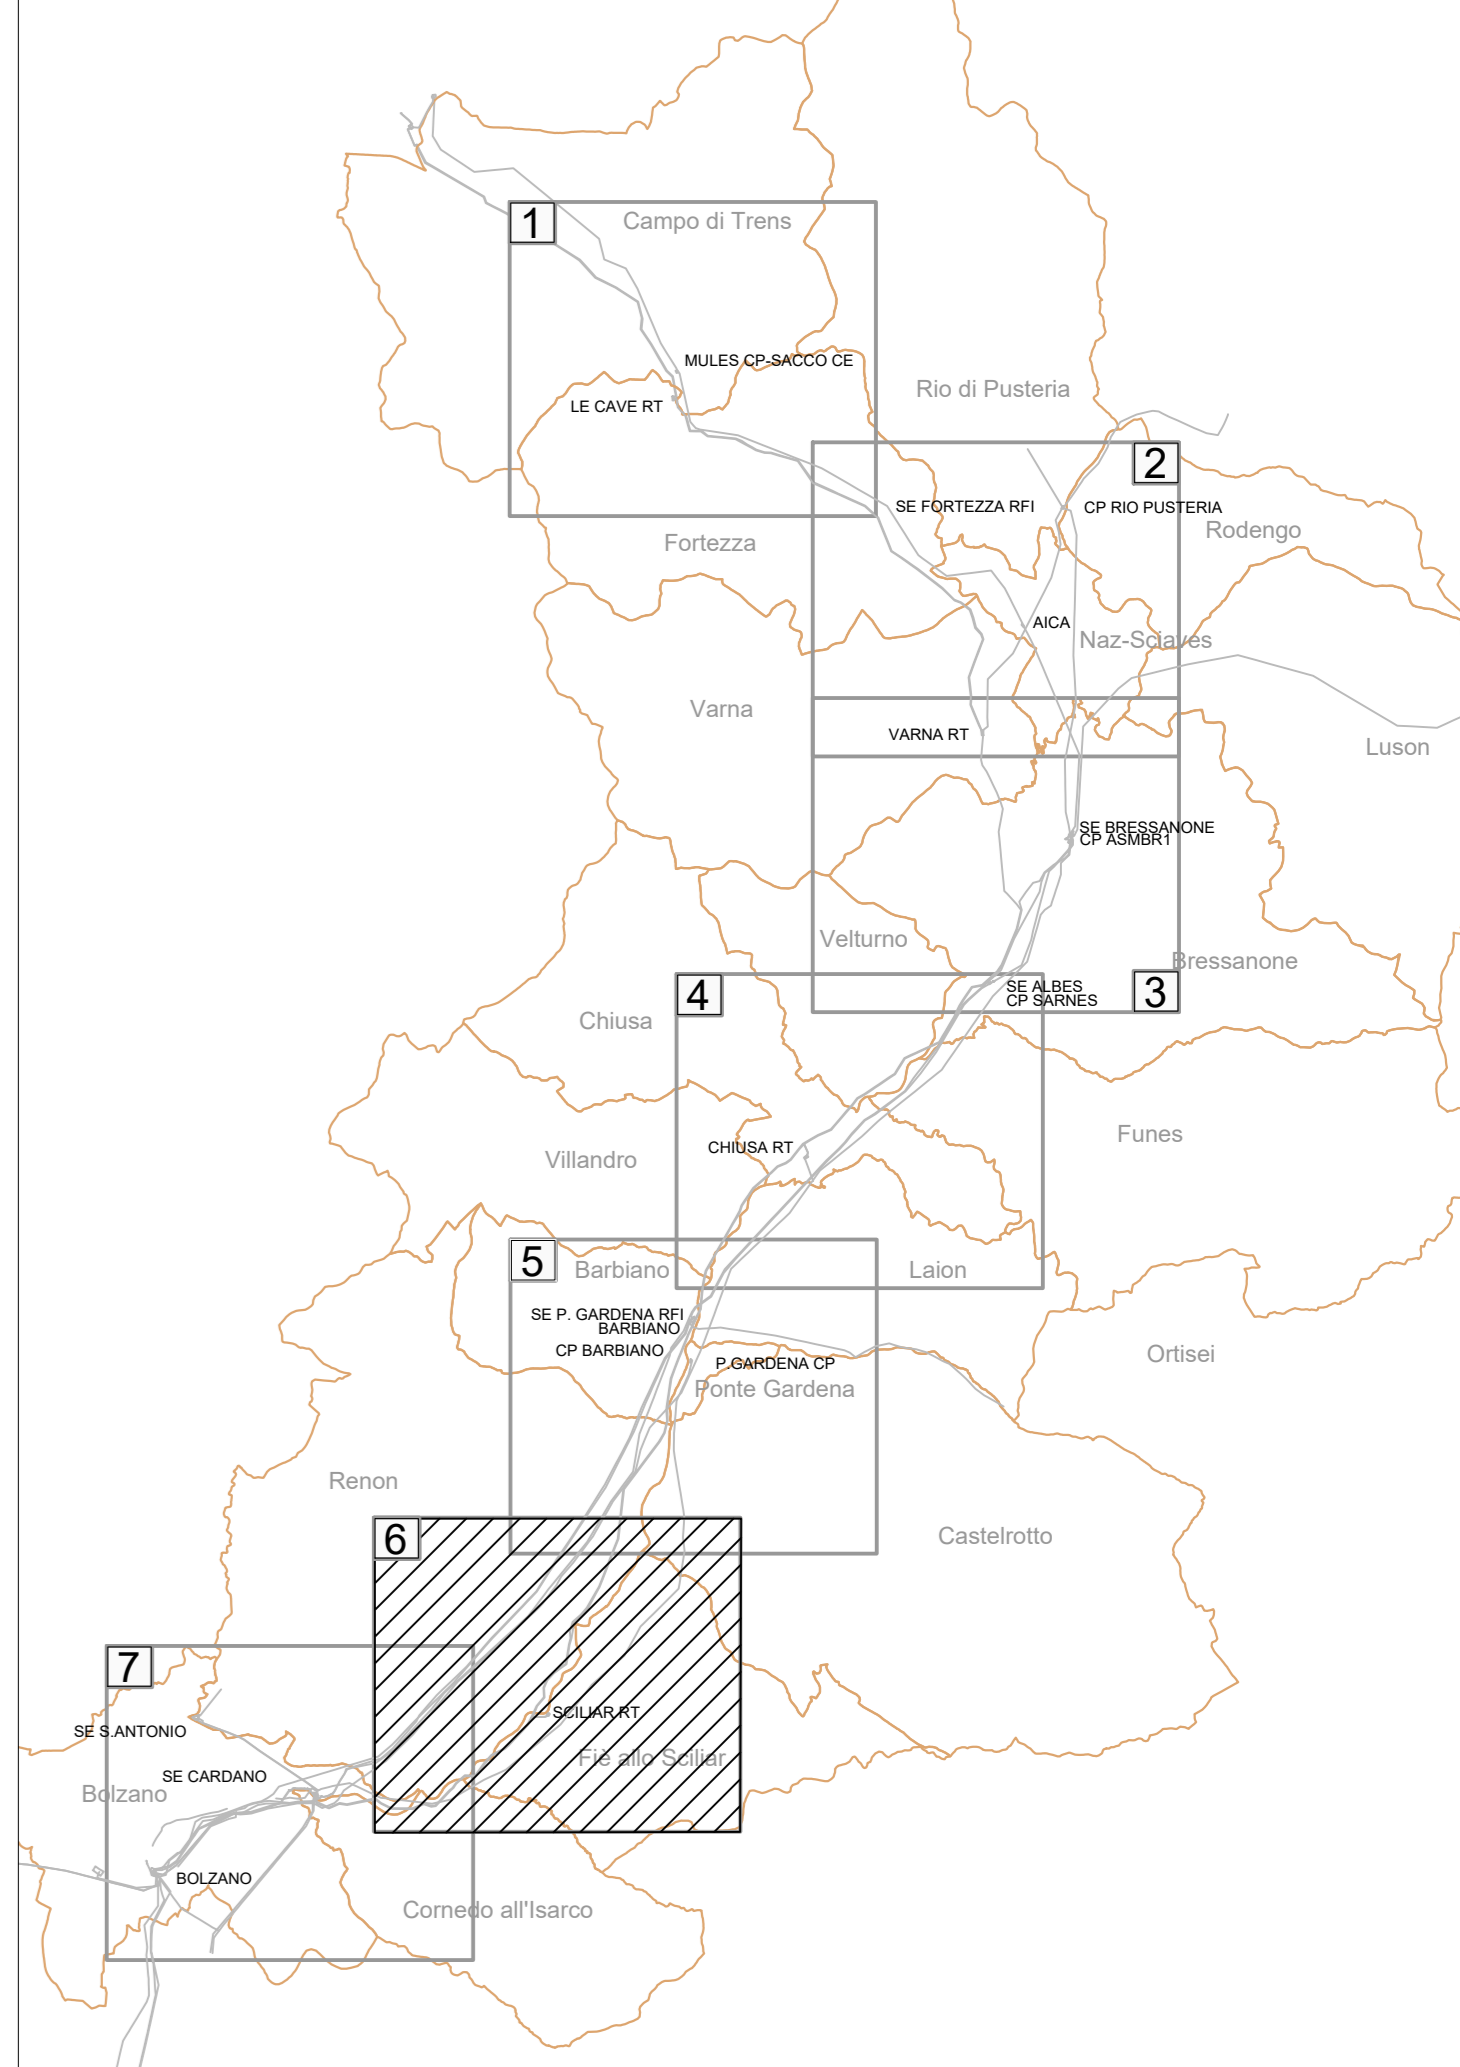 1
Campo di Trens
MULES CP-SACCO CE
Rio di Pusteria
LE CAVE RT
2
SE FORTEZZA RFI
CP RIO PUSTERIA
Rodengo
Fortezza
AICA
Naz-Sciaves
Varna
VARNA RT
Luson
SE BRESSANONE
CP ASMBR1
Velturno
Bressanone
SE ALBES
CP SARNES
3
4
Chiusa
Funes
CHIUSA RT
Villandro
5
Barbiano
Laion
SE P. GARDENA RFI
BARBIANO
CP BARBIANO
P.GARDENA CP
Ortisei
Ponte Gardena
Renon
6
Castelrotto
7
SCILIAR RT
SE S.ANTONIO
Fiè allo Sciliar
SE CARDANO
Bolzano
BOLZANO
Cornedo all'Isarco